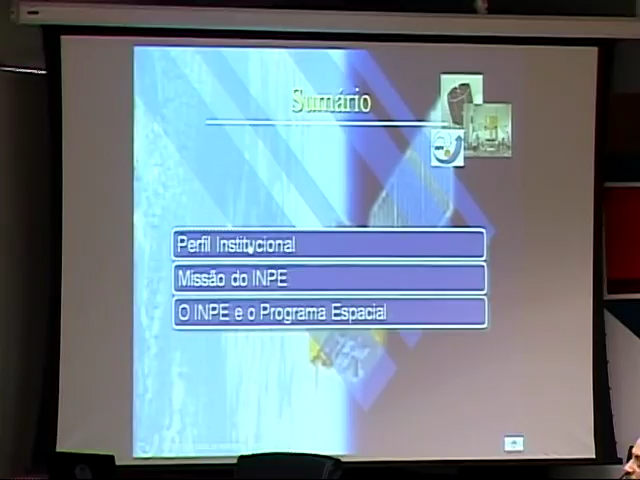 Sumário
Perfil Institucional
Missão do INPE
O INPE e o Programa Espacial